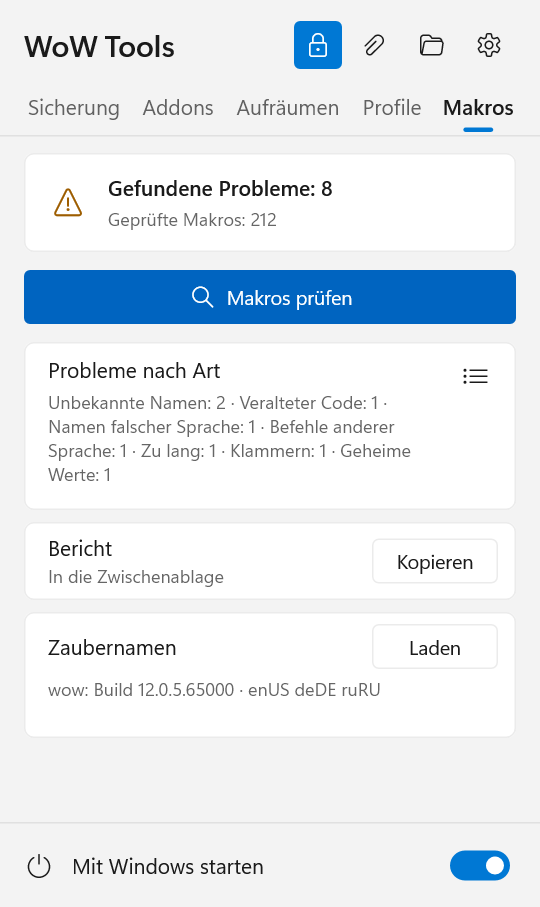 WoW Tools
Sicherung Addons Aufräumen Profile Makros
Gefundene Probleme: 8
Geprüfte Makros: 212
Makros prüfen
Probleme nach Art
Unbekannte Namen: 2 · Veralteter Code: 1 ·
Namen falscher Sprache: 1 · Befehle anderer
Sprache: 1 · Zu lang: 1 · Klammern: 1 · Geheime
Werte: 1
Bericht
In die Zwischenablage
Kopieren
Zaubernamen
Laden
wow: Build 12.0.5.65000 · enUS deDE ruRU
Mit Windows starten